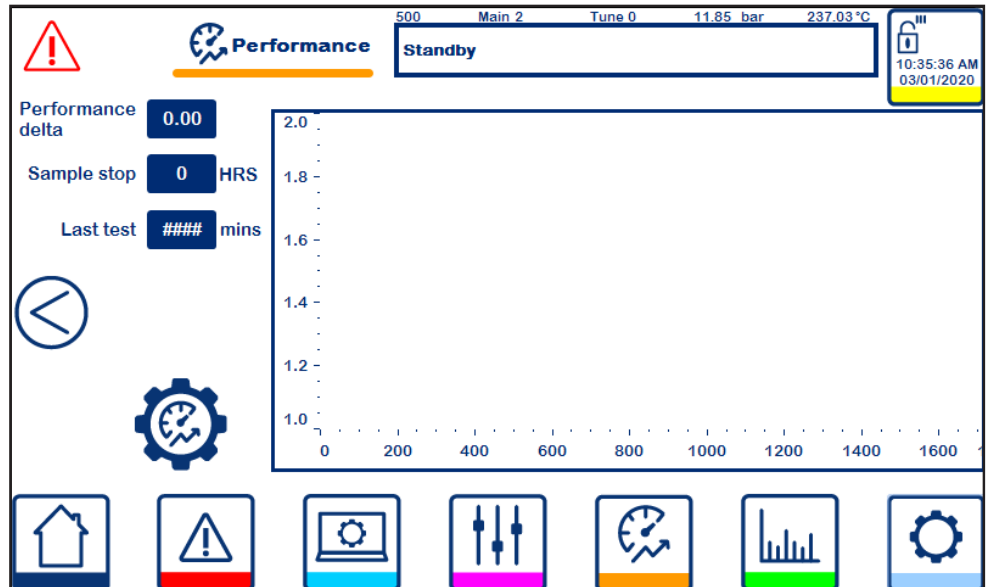 500 Main 2 Tune 0 11.85 bar 237.03 °C
Performance
Standby
10:35:36 AM
03/01/2020
Performance
delta
0.00
Sample stop 0 HRS
Last test #### mins
2.0
1.8
1.6
1.4
1.2
1.0
0 200 400 600 800 1000 1200 1400 1600